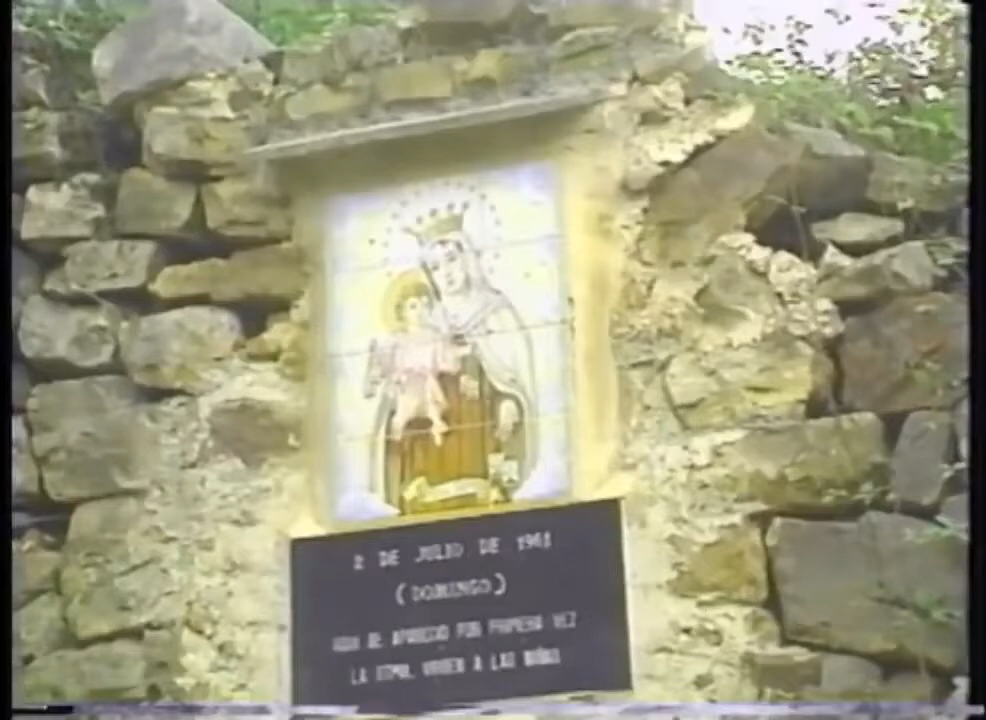 2 DE JULIO DE 1961
(DOMINGO)
AQUI SE APARECIO POR PRIMERA VEZ
LA STMA. VIRGEN A LAS NIÑAS